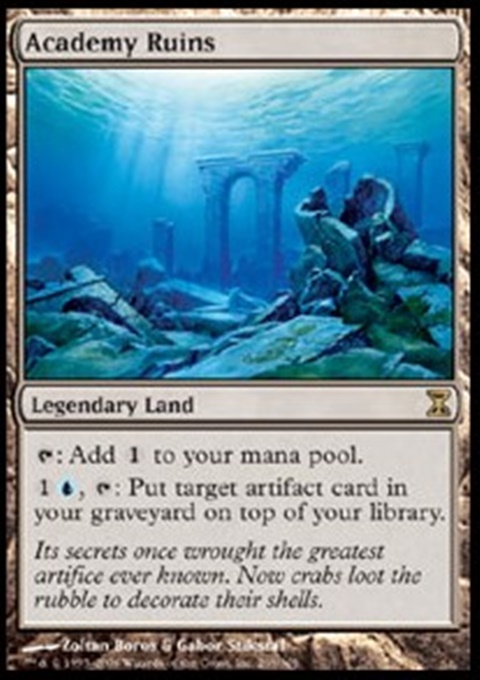 Academy Ruins
Legendary Land
: Add 1 to your mana pool.
1 , : Put target artifact card in
your graveyard on top of your library.
Its secrets once wrought the greatest
artifice ever known. Now crabs loot the
rubble to decorate their shells.
Zoltan Boros & Gabor Szikszai